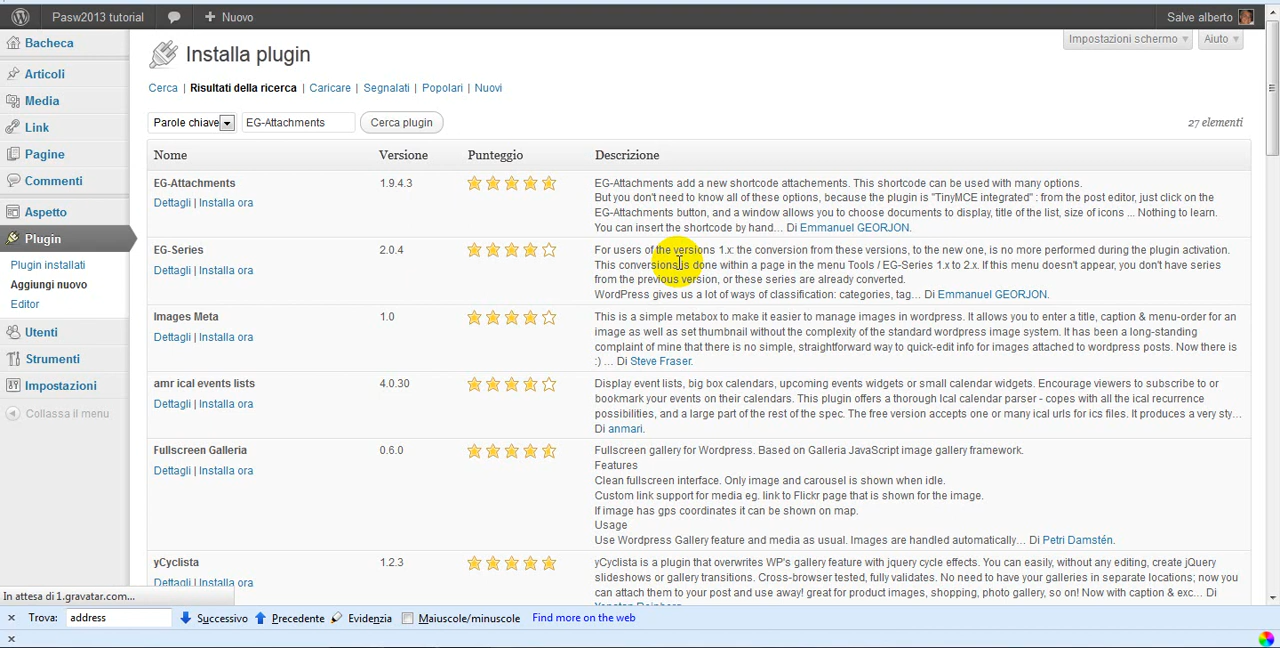 Pasw2013 tutorial
Nuovo
Salve alberto
Bacheca
Articoli
Media
Link
Pagine
Commenti
Aspetto
Plugin
Plugin installati
Aggiungi nuovo
Editor
Utenti
Strumenti
Impostazioni
Collassa il menu
Impostazioni schermo
Aiuto
Installa plugin
Cerca | Risultati della ricerca | Caricare | Segnalati | Popolari | Nuovi
Parole chiave EG-Attachments Cerca plugin
27 elementi
Nome Versione Punteggio Descrizione
EG-Attachments
Dettagli | Installa ora
1.9.4.3
EG-Attachments add a new shortcode attachements. This shortcode can be used with many options.
But you don't need to know all of these options, because the plugin is "TinyMCE integrated" : from the post editor, just click on the
EG-Attachments button, and a window allows you to choose documents to display, title of the list, size of icons ... Nothing to learn.
You can insert the shortcode by hand… Di Emmanuel GEORJON.
EG-Series
Dettagli | Installa ora
2.0.4
For users of the versions 1.x: the conversion from these versions, to the new one, is no more performed during the plugin activation.
This conversions is done within a page in the menu Tools / EG-Series 1.x to 2.x. If this menu doesn't appear, you don't have series
from the previous version, or these series are already converted.
WordPress gives us a lot of ways of classification: categories, tag… Di Emmanuel GEORJON.
Images Meta
Dettagli | Installa ora
1.0
This is a simple metabox to make it easier to manage images in wordpress. It allows you to enter a title, caption & menu-order for an
image as well as set thumbnail without the complexity of the standard wordpress image system. It has been a long-standing
complaint of mine that there is no simple, straightforward way to quick-edit info for images attached to wordpress posts. Now there is
:) … Di Steve Fraser.
amr ical events lists
Dettagli | Installa ora
4.0.30
Display event lists, big box calendars, upcoming events widgets or small calendar widgets. Encourage viewers to subscribe to or
bookmark your events on their calendars. This plugin offers a thorough Ical calendar parser - copes with all the ical recurrence
possibilities, and a large part of the rest of the spec. The free version accepts one or many ical urls for ics files. It produces a very sty…
Di anmari.
Fullscreen Galleria
Dettagli | Installa ora
0.6.0
Fullscreen gallery for Wordpress. Based on Galleria JavaScript image gallery framework.
Features
Clean fullscreen interface. Only image and carousel is shown when idle.
Custom link support for media eg. link to Flickr page that is shown for the image.
If image has gps coordinates it can be shown on map.
Usage
Use WordPress Gallery feature and media as usual. Images are handled automatically… Di Petri Damstén.
yCyclista
Dettagli | Installa ora
1.2.3
yCyclista is a plugin that overwrites WP's gallery feature with jquery cycle effects. You can easily, without any editing, create jQuery
slideshows or gallery transitions. Cross-browser tested, fully validates. No need to have your galleries in separate locations; now you
can attach them to your post and use away! great for product images, shopping, photo gallery, so on! Now with caption & exc… Di
In attesa di 1.gravatar.com...
Trova: address Successivo Precedente Evidenzia Maiuscole/minuscole Find more on the web